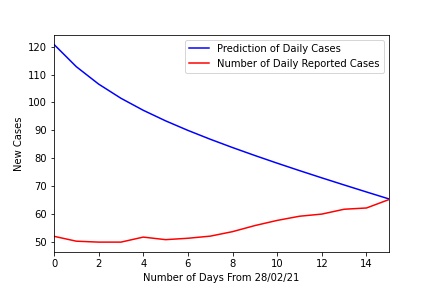 Prediction of Daily Cases
Number of Daily Reported Cases
New Cases
120
110
100
90
80
70
60
50
0 2 4 6 8 10 12 14
Number of Days From 28/02/21